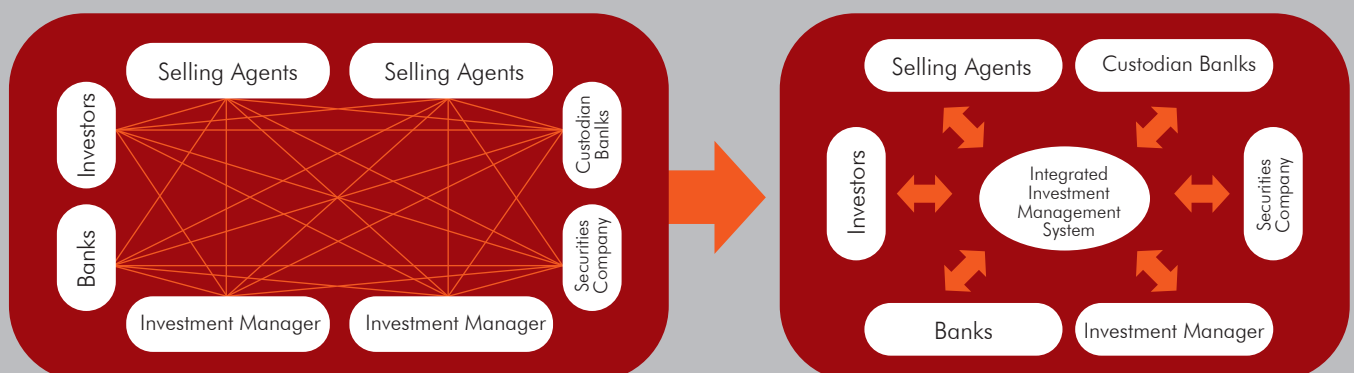 Selling Agents
Selling Agents
Investors
Custodian
Banlks
Banks
Securities
Company
Investment Manager
Investment Manager
Selling Agents
Custodian Banlks
Investors
Integrated
Investment
Management
System
Securities
Company
Banks
Investment Manager